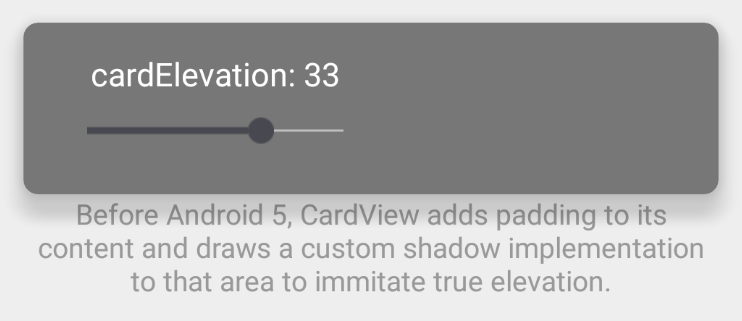 cardElevation: 33
Before Android 5, CardView adds padding to its
content and draws a custom shadow implementation
to that area to immitate true elevation.